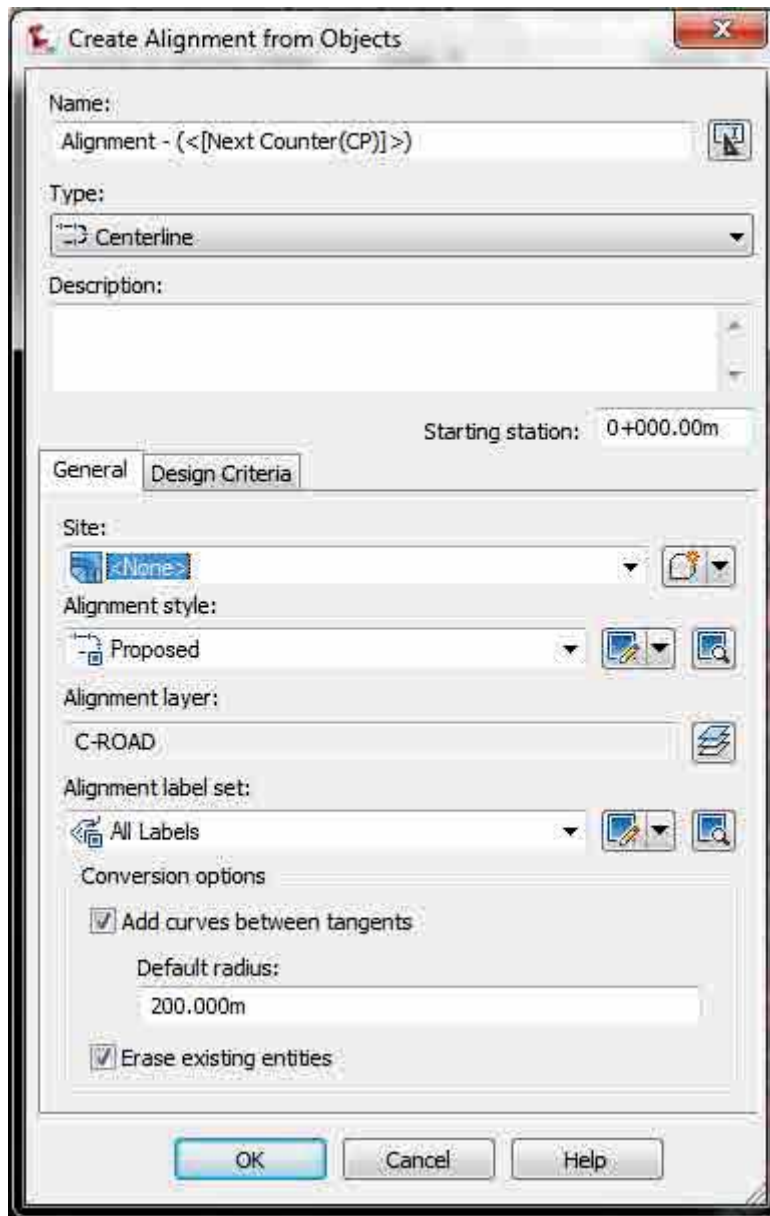 Create Alignment from Objects
Name:
Alignment - (<[Next Counter(CP)]>)
Type:
Centerline
Description:
Starting station: 0+000.00m
General Design Criteria
Site:
<None>
Alignment style:
Proposed
Alignment layer:
C-ROAD
Alignment label set:
All Labels
Conversion options
Add curves between tangents
Default radius:
200.000m
Erase existing entities
OK Cancel Help